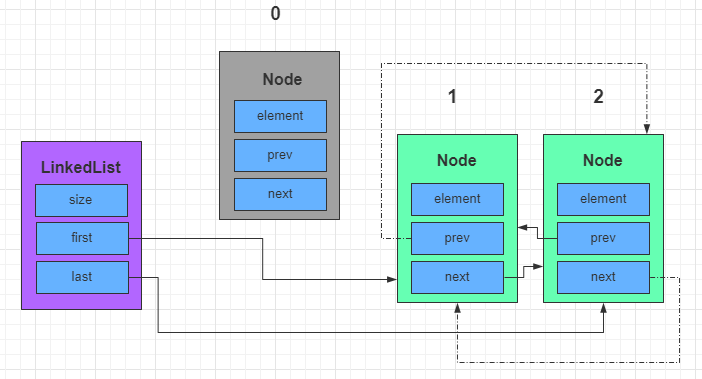 0
Node
element
prev
next
LinkedList
size
first
last
1
Node
element
prev
next
2
Node
element
prev
next